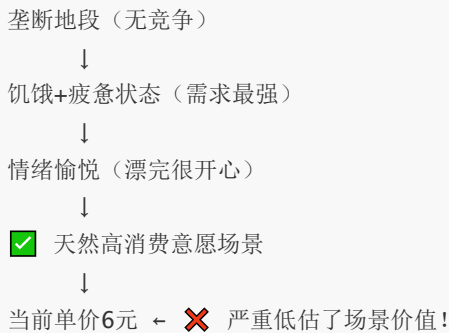 垄断地段（无竞争）
↓
饥饿+疲惫状态（需求最强）
↓
情绪愉悦（漂完很开心）
↓
✅ 天然高消费意愿场景
↓
当前单价6元 ← ❌ 严重低估了场景价值！